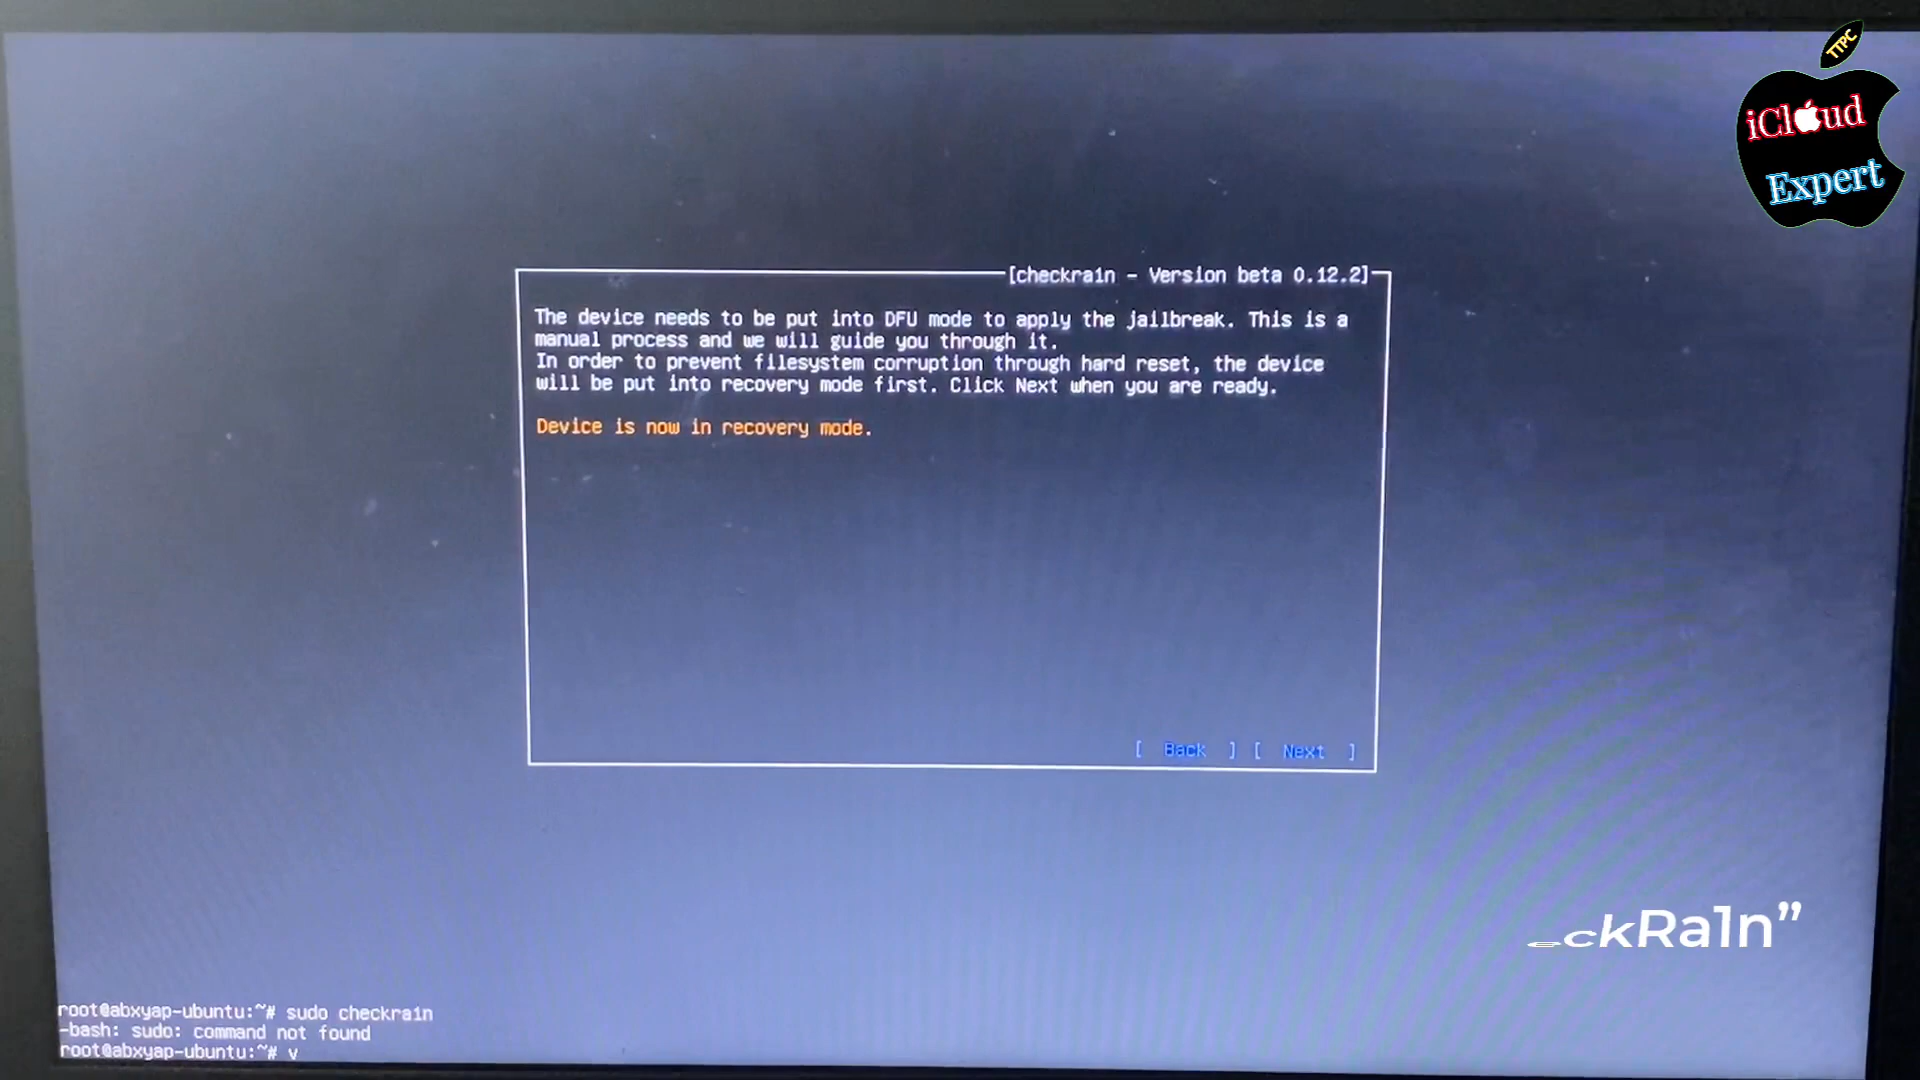 TTPC
iCloud
Expert
[checkra1n - Version beta 0.12.2]
The device needs to be put into DFU mode to apply the jailbreak. This is a
manual process and we will guide you through it.
In order to prevent filesystem corruption through hard reset, the device
will be put into recovery mode first. Click Next when you are ready.
Device is now in recovery mode.
[ Back ] [ Next ]
ckRa1n”
root@abxyap-ubuntu:~# sudo checkra1n
-bash: sudo: command not found
root@abxyap-ubuntu:~# v